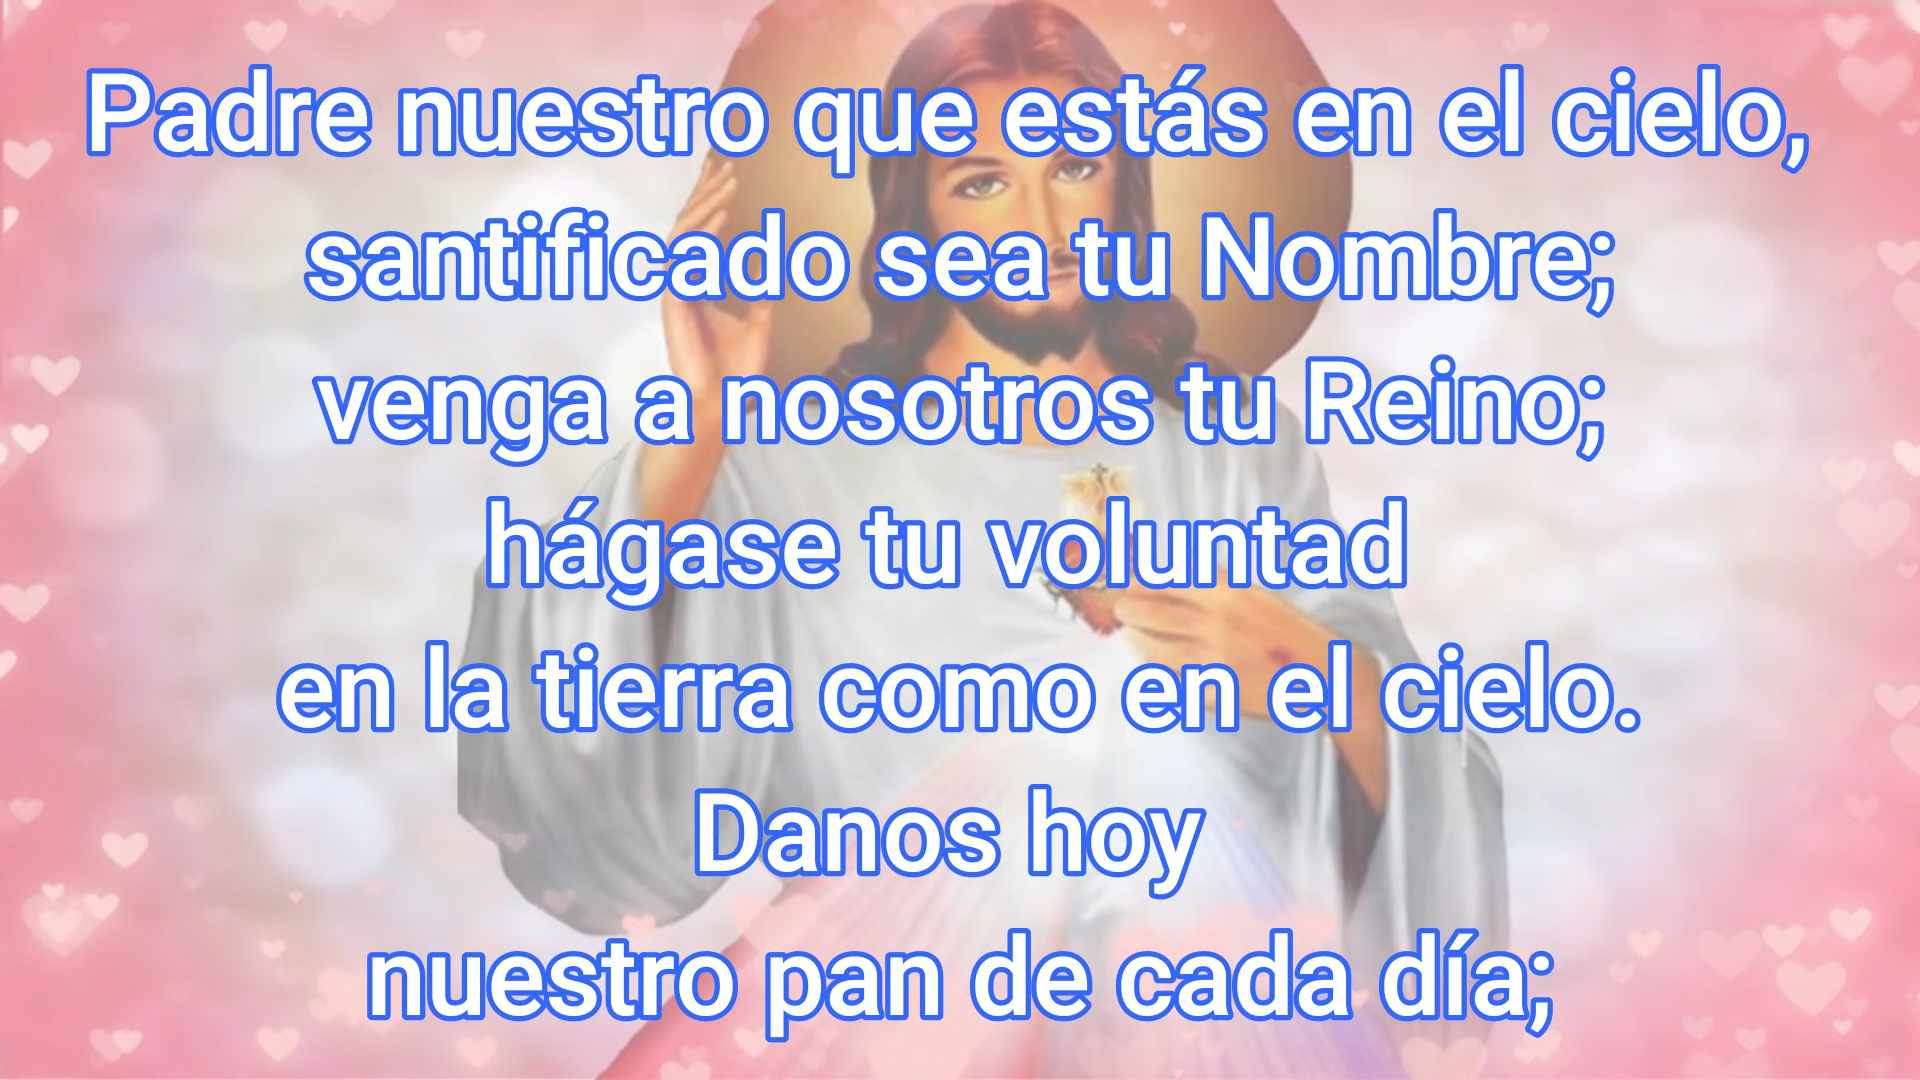 Padre nuestro que estás en el cielo,
santificado sea tu Nombre;
venga a nosotros tu Reino;
hágase tu voluntad
en la tierra como en el cielo.
Danos hoy
nuestro pan de cada día;